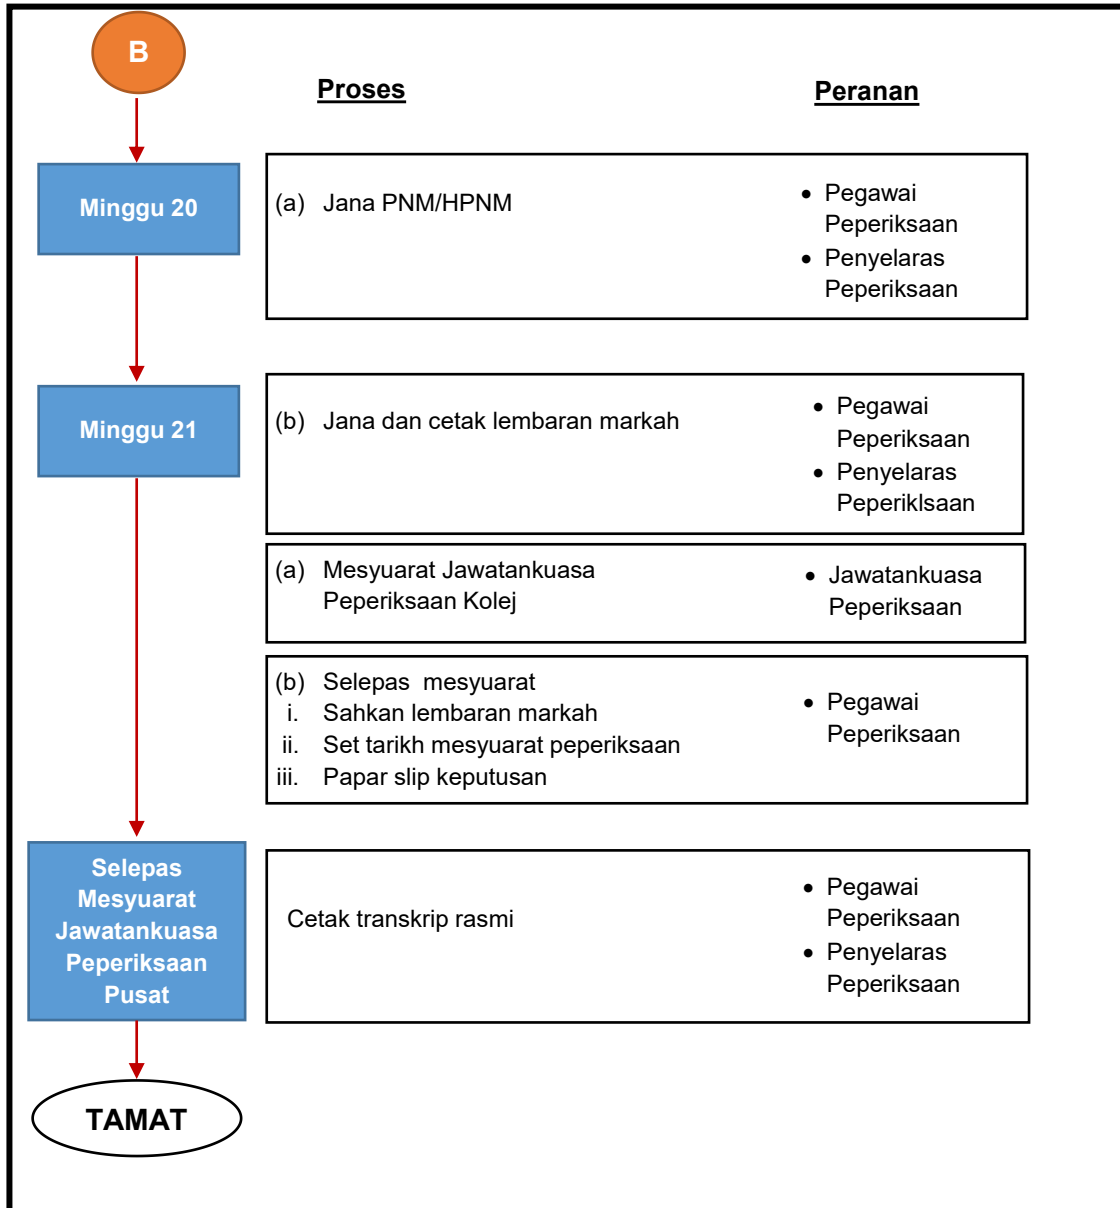 B
Proses
Peranan
Minggu 20
(a) Jana PNM/HPNM
• Pegawai
Peperiksaan
• Penyelaras
Peperiksaan
Minggu 21
(b) Jana dan cetak lembaran markah
• Pegawai
Peperiksaan
• Penyelaras
Peperiklsaan
(a) Mesyuarat Jawatankuasa
Peperiksaan Kolej
• Jawatankuasa
Peperiksaan
(b) Selepas mesyuarat
i. Sahkan lembaran markah
ii. Set tarikh mesyuarat peperiksaan
iii. Papar slip keputusan
• Pegawai
Peperiksaan
Selepas
Mesyuarat
Jawatankuasa
Peperiksaan
Pusat
Cetak transkrip rasmi
• Pegawai
Peperiksaan
• Penyelaras
Peperiksaan
TAMAT